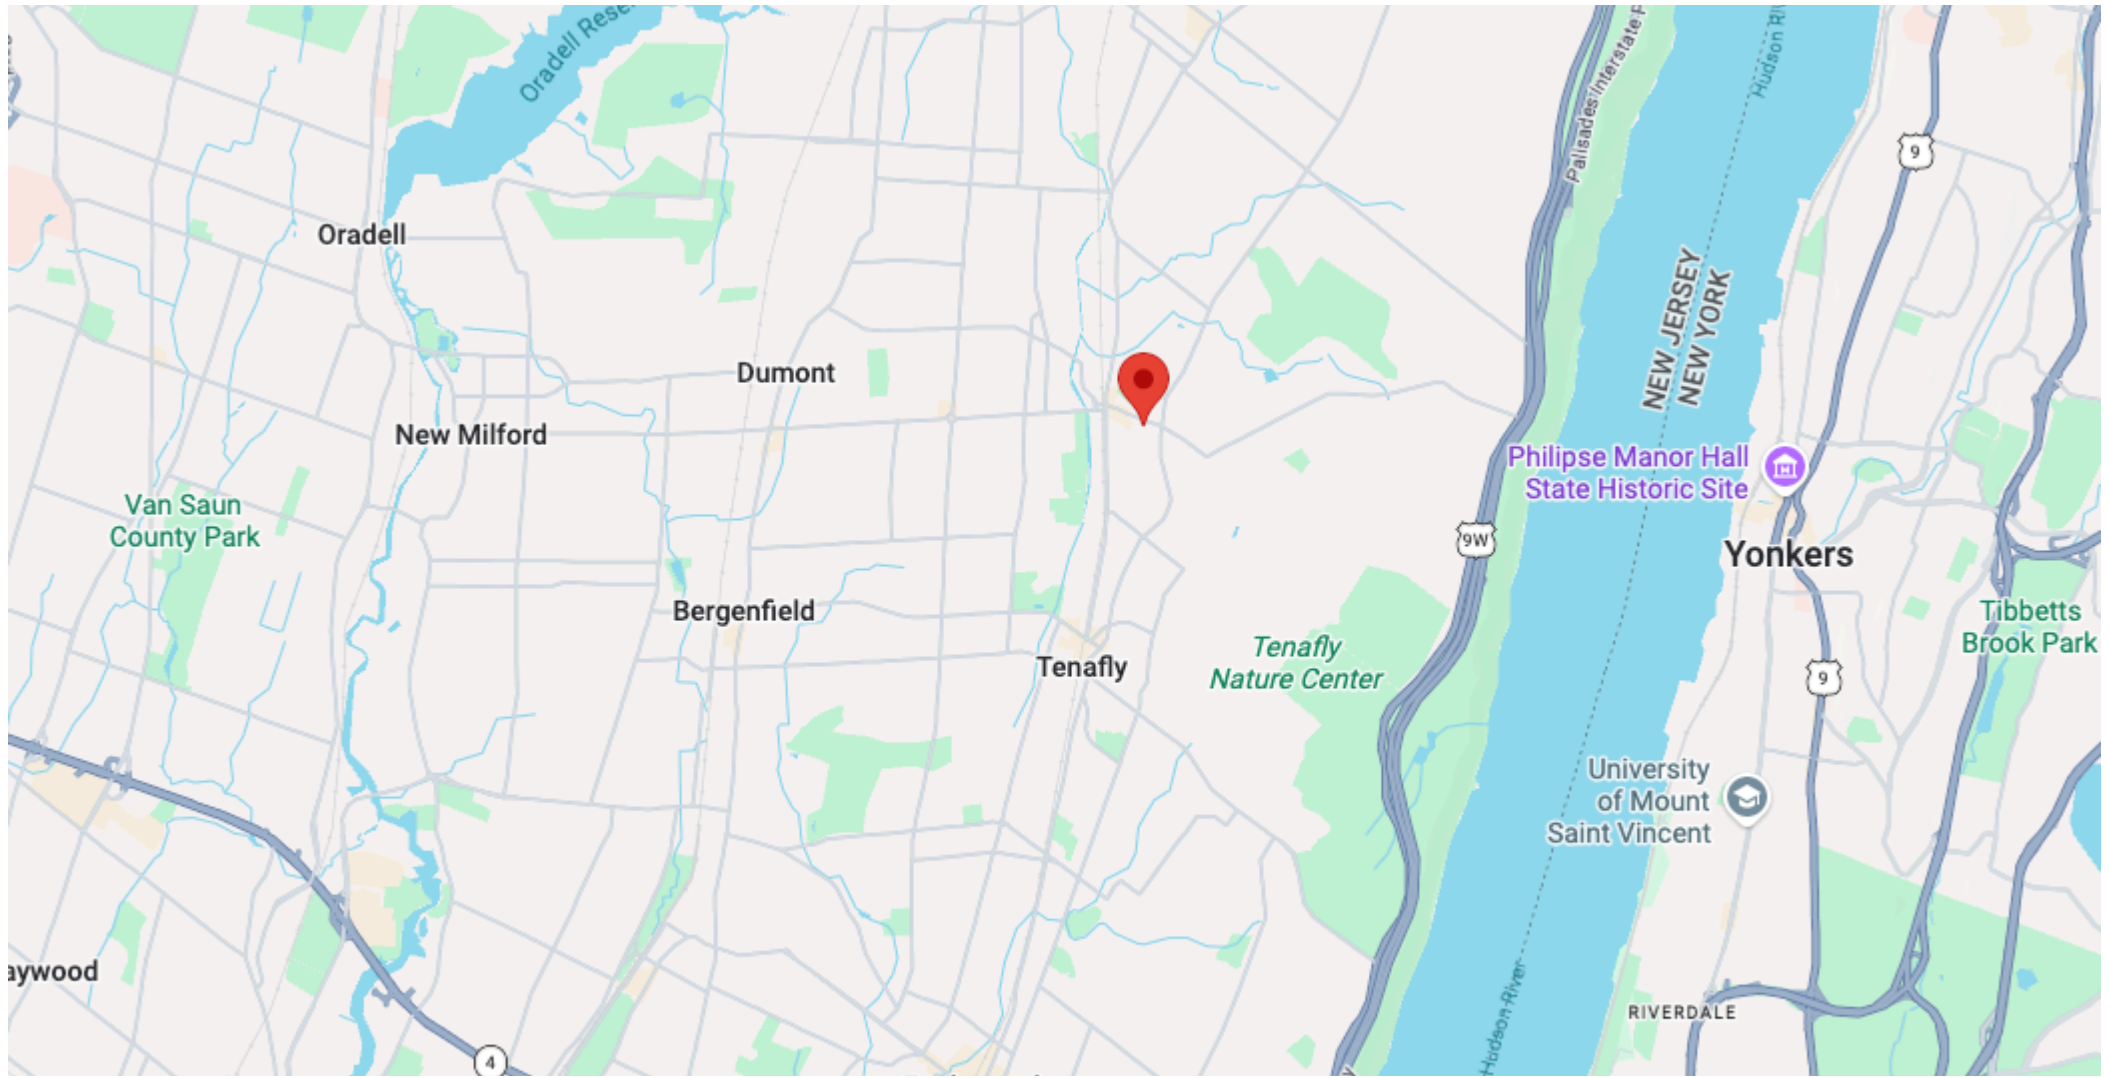 Oradell Rese
Palisades Interstate P
Hudson Ri
9
Oradell
NEW JERSEY
NEW YORK
Dumont
New Milford
Philipse Manor Hall
State Historic Site
Van Saun
County Park
9W
Yonkers
Bergenfield
Tibbetts
Brook Park
Tenafly
Tenafly
Nature Center
9
University
of Mount
Saint Vincent
aywood
RIVERDALE
Hudson River
4